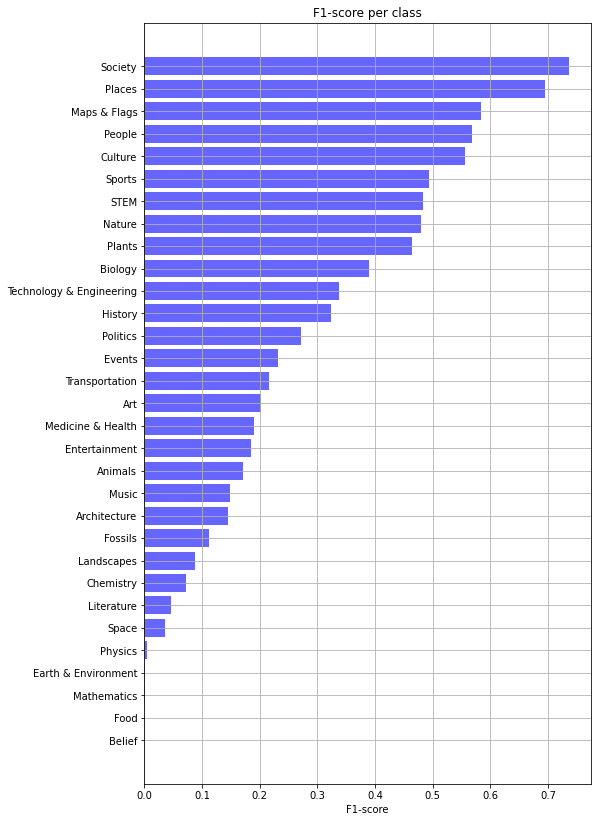 F1-score per class
Society
Places
Maps & Flags
People
Culture
Sports
STEM
Nature
Plants
Biology
Technology & Engineering
History
Politics
Events
Transportation
Art
Medicine & Health
Entertainment
Animals
Music
Architecture
Fossils
Landscapes
Chemistry
Literature
Space
Physics
Earth & Environment
Mathematics
Food
Belief
0.0 0.1 0.2 0.3 0.4 0.5 0.6 0.7
F1-score